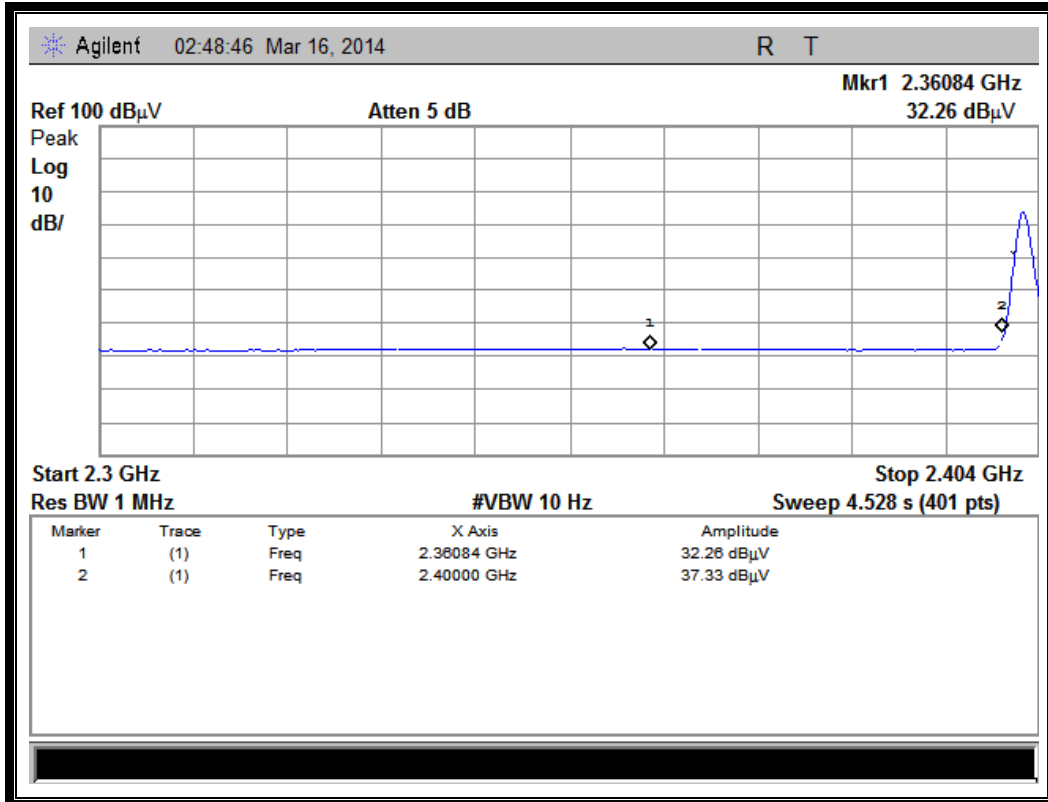 Agilent 02:48:46 Mar 16, 2014 R T
Mkr1 2.36084 GHz
Ref 100 dBµV Atten 5 dB 32.26 dBµV
Peak
Log
10
dB/
1
2
Start 2.3 GHz Stop 2.404 GHz
Res BW 1 MHz #VBW 10 Hz Sweep 4.528 s (401 pts)
Marker Trace Type X Axis Amplitude
1 (1) Freq 2.36084 GHz 32.26 dBµV
2 (1) Freq 2.40000 GHz 37.33 dBµV